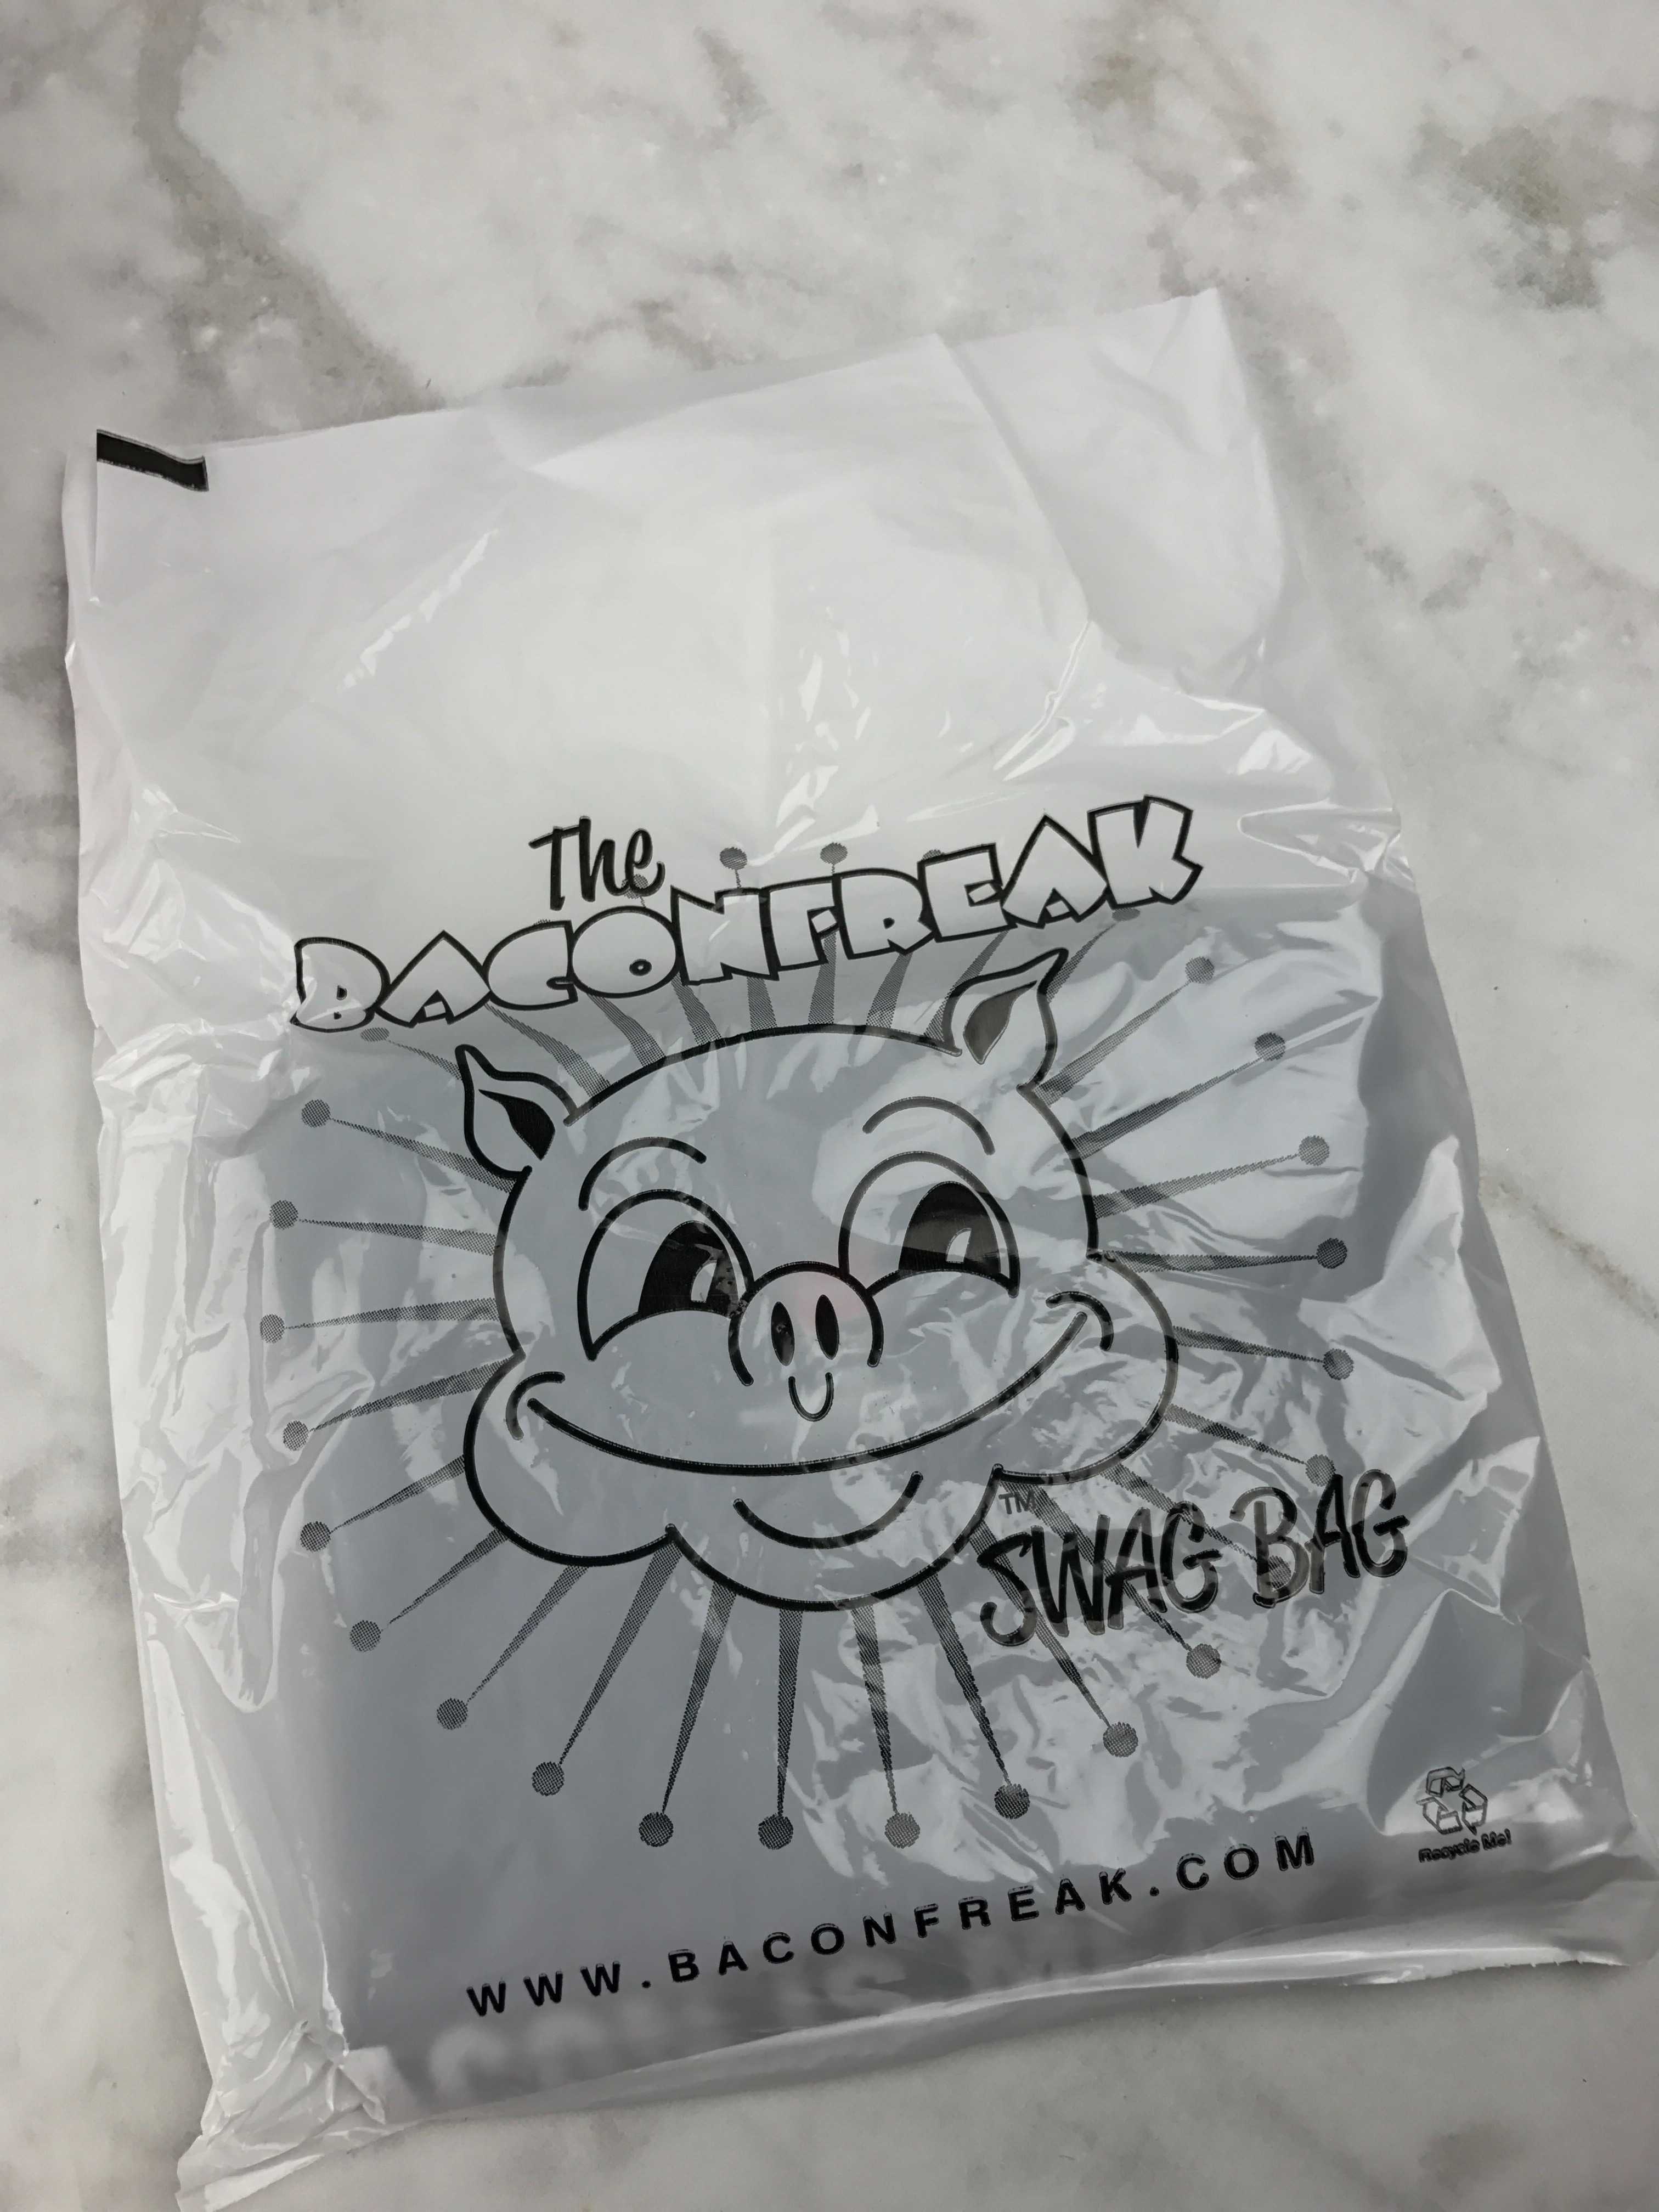 The
BACONFREAK
TM
SWAG BAG
Recycle Me!
WWW.BACONFREAK.COM